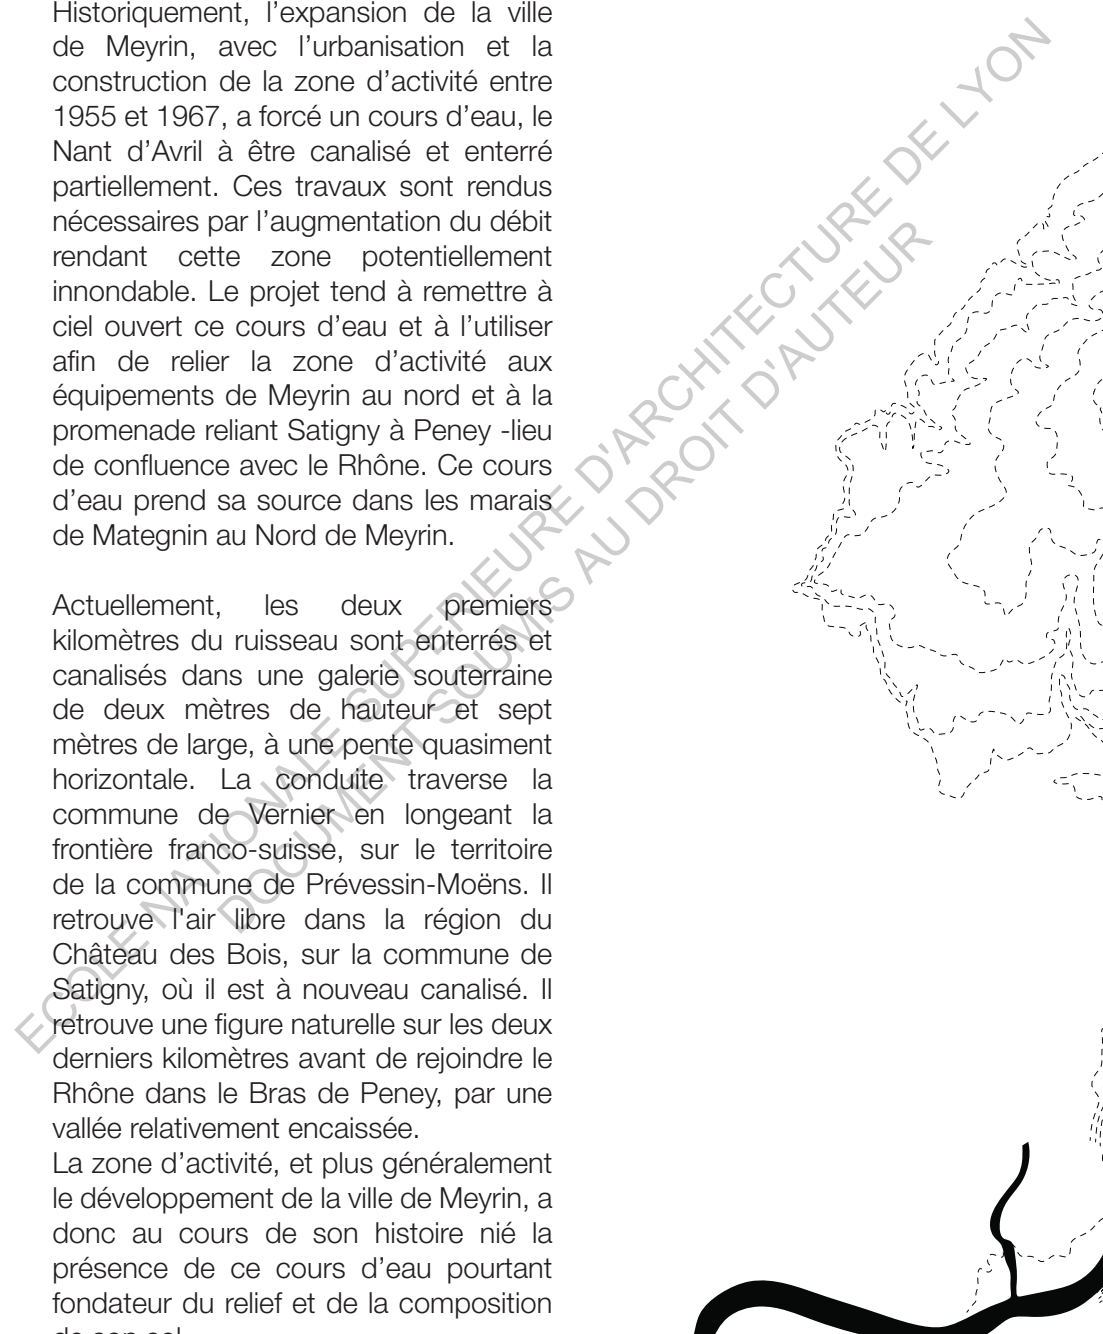 Historiquement, l’expansion de la ville
de Meyrin, avec l’urbanisation et la
construction de la zone d’activité entre
1955 et 1967, a forcé un cours d’eau, le
Nant d’Avril à être canalisé et enterré
partiellement. Ces travaux sont rendus
nécessaires par l’augmentation du débit
rendant cette zone potentiellement
innondable. Le projet tend à remettre à
ciel ouvert ce cours d’eau et à l’utiliser
afin de relier la zone d’activité aux
équipements de Meyrin au nord et à la
promenade reliant Satigny à Peney -lieu
de confluence avec le Rhône. Ce cours
d’eau prend sa source dans les marais
de Mategnin au Nord de Meyrin.
Actuellement, les deux premiers
kilomètres du ruisseau sont enterrés et
canalisés dans une galerie souterraine
de deux mètres de hauteur et sept
mètres de large, à une pente quasiment
horizontale. La conduite traverse la
commune de Vernier en longeant la
frontière franco-suisse, sur le territoire
de la commune de Prévessin-Moëns. Il
retrouve l'air libre dans la région du
Château des Bois, sur la commune de
Satigny, où il est à nouveau canalisé. Il
retrouve une figure naturelle sur les deux
derniers kilomètres avant de rejoindre le
Rhône dans le Bras de Peney, par une
vallée relativement encaissée.
La zone d’activité, et plus généralement
le développement de la ville de Meyrin, a
donc au cours de son histoire nié la
présence de ce cours d’eau pourtant
fondateur du relief et de la composition
de son sol
ECOLE NATIONALE SUPERIEURE D'ARCHITECTURE DE LYON
DOCUMENT SOUMIS AU DROIT D'AUTEUR